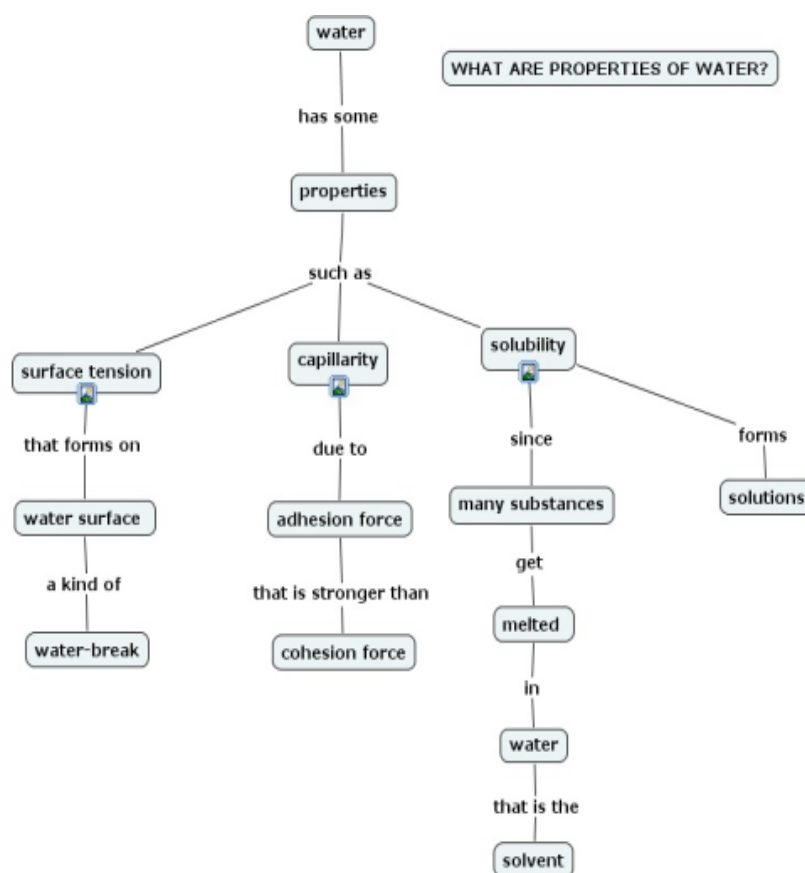 water
WHAT ARE PROPERTIES OF WATER?
has some
properties
such as
surface tension
capillarity
solubility
that forms on
due to
since
forms
water surface
adhesion force
many substances
solutions
a kind of
that is stronger than
get
water-break
cohesion force
melted
in
water
that is the
solvent